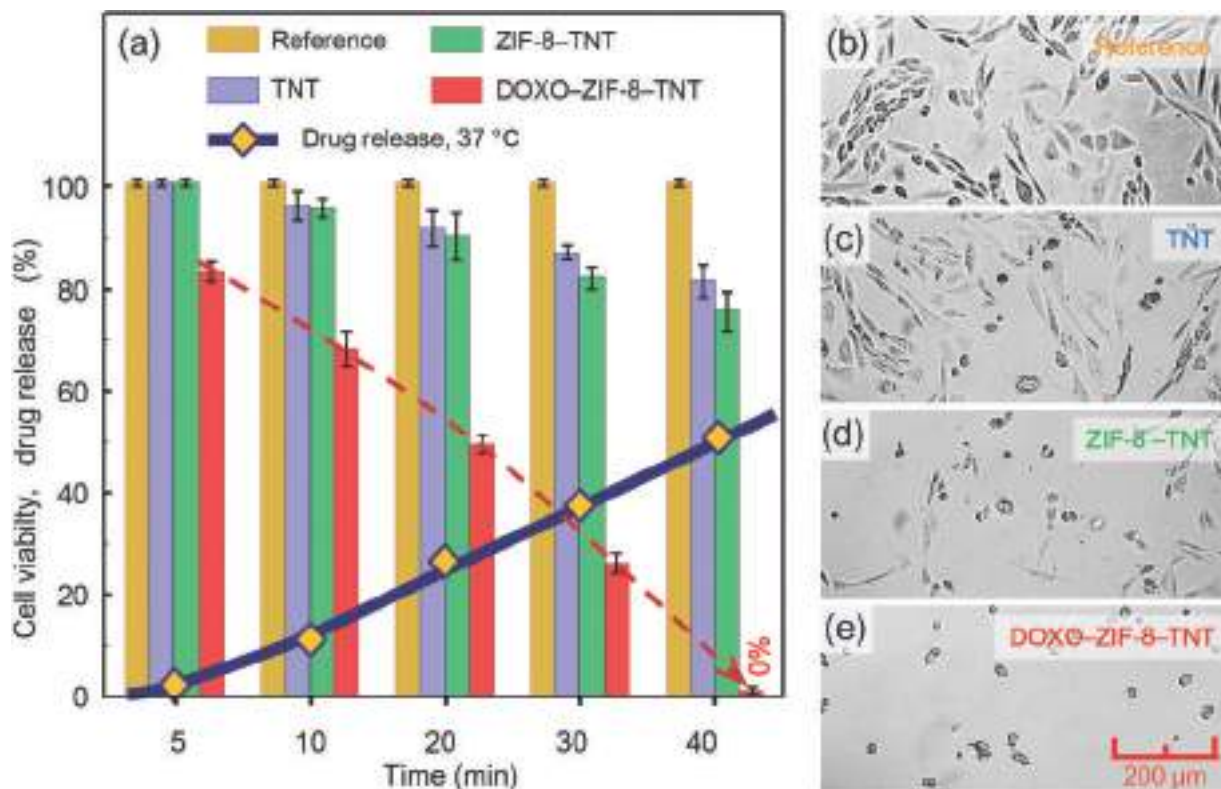 (a)
Reference
ZIF-8–TNT
TNT
DOXO–ZIF-8–TNT
Drug release, 37 °C
Cell viabilty, drug release (%)
100
80
60
40
20
0
0%
5 10 20 30 40
Time (min)
(b) Reference
(c) TNT
(d) ZIF-8–TNT
(e) DOXO–ZIF-8–TNT
200 µm